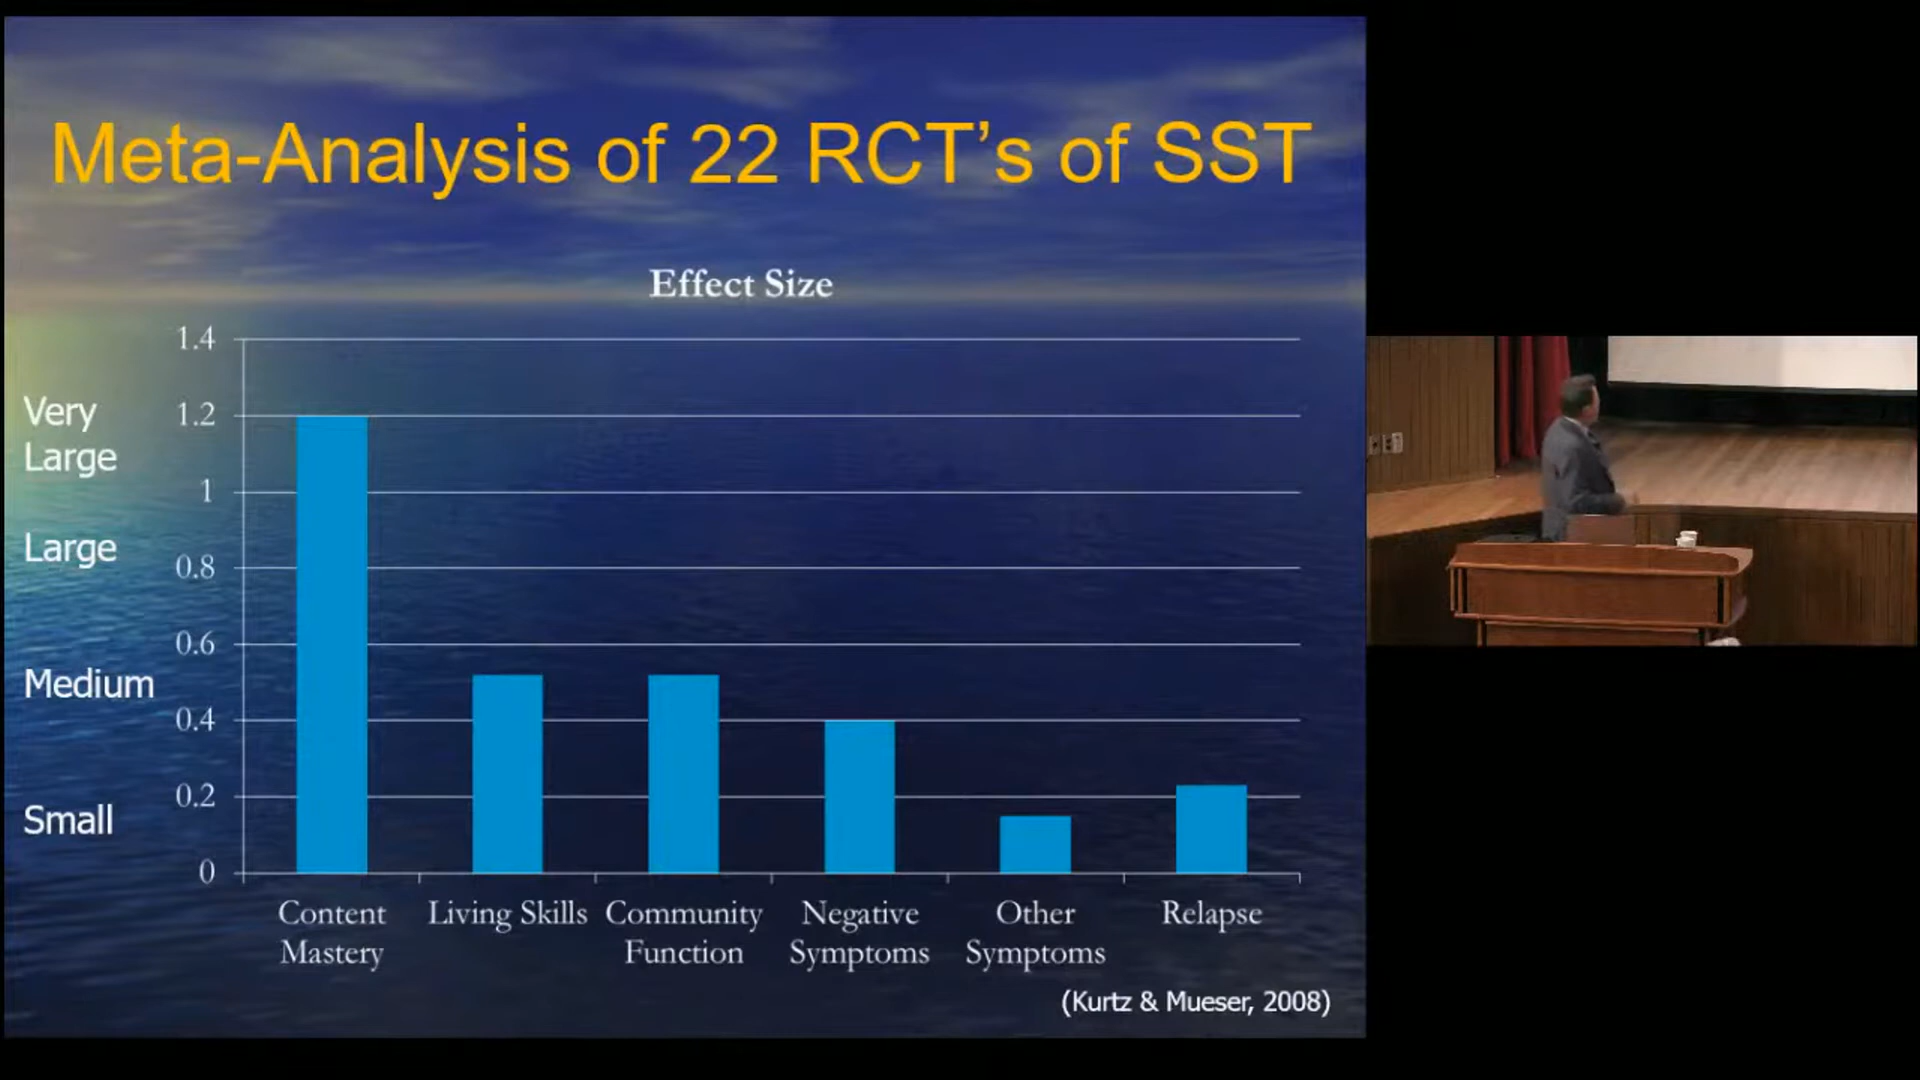 Meta-Analysis of 22 RCT's of SST
Effect Size
1.4
1.2
1
0.8
0.6
0.4
0.2
0
Very
Large
Large
Medium
Small
Content
Mastery
Living Skills
Community
Function
Negative
Symptoms
Other
Symptoms
Relapse
(Kurtz & Mueser, 2008)